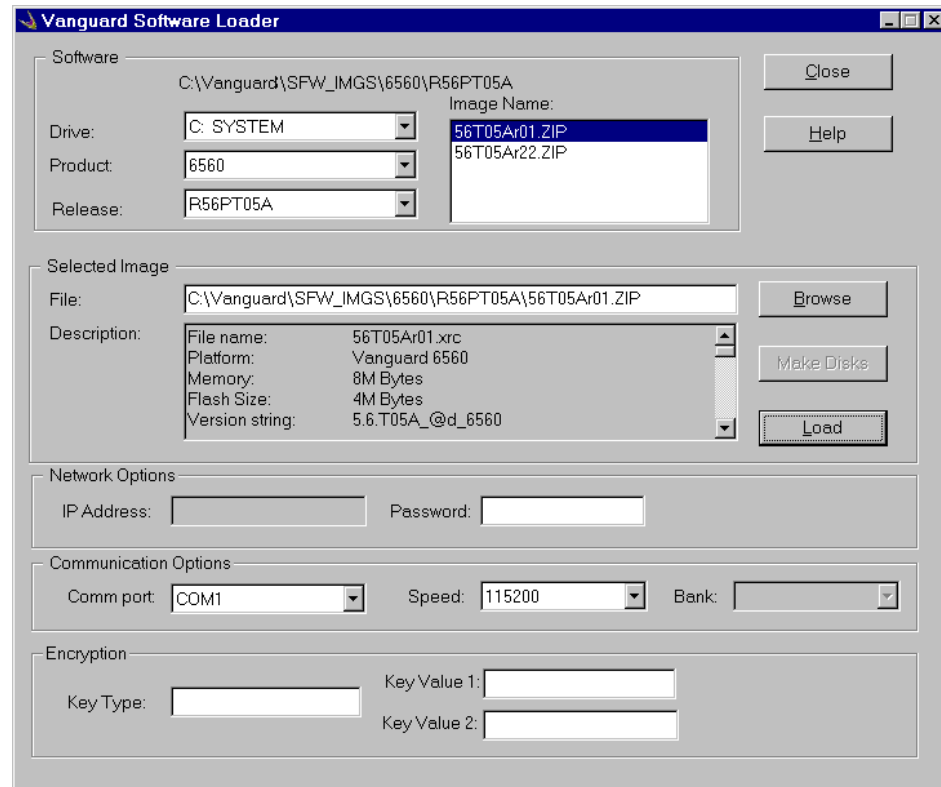 Vanguard Software Loader
Software
C:\Vanguard\SFW_IMGS\6560\R56PT05A
Close
Image Name:
Drive: C: SYSTEM
56T05Ar01.ZIP
Help
56T05Ar22.ZIP
Product: 6560
Release: R56PT05A
Selected Image
File: C:\Vanguard\SFW_IMGS\6560\R56PT05A\56T05Ar01.ZIP Browse
Description: File name: 56T05Ar01.xrc
Platform: Vanguard 6560
Make Disks
Memory: 8M Bytes
Flash Size: 4M Bytes
Version string: 5.6.T05A_@d_6560
Load
Network Options
IP Address: Password:
Communication Options
Comm port: COM1 Speed: 115200 Bank:
Encryption
Key Type: Key Value 1:
Key Value 2: